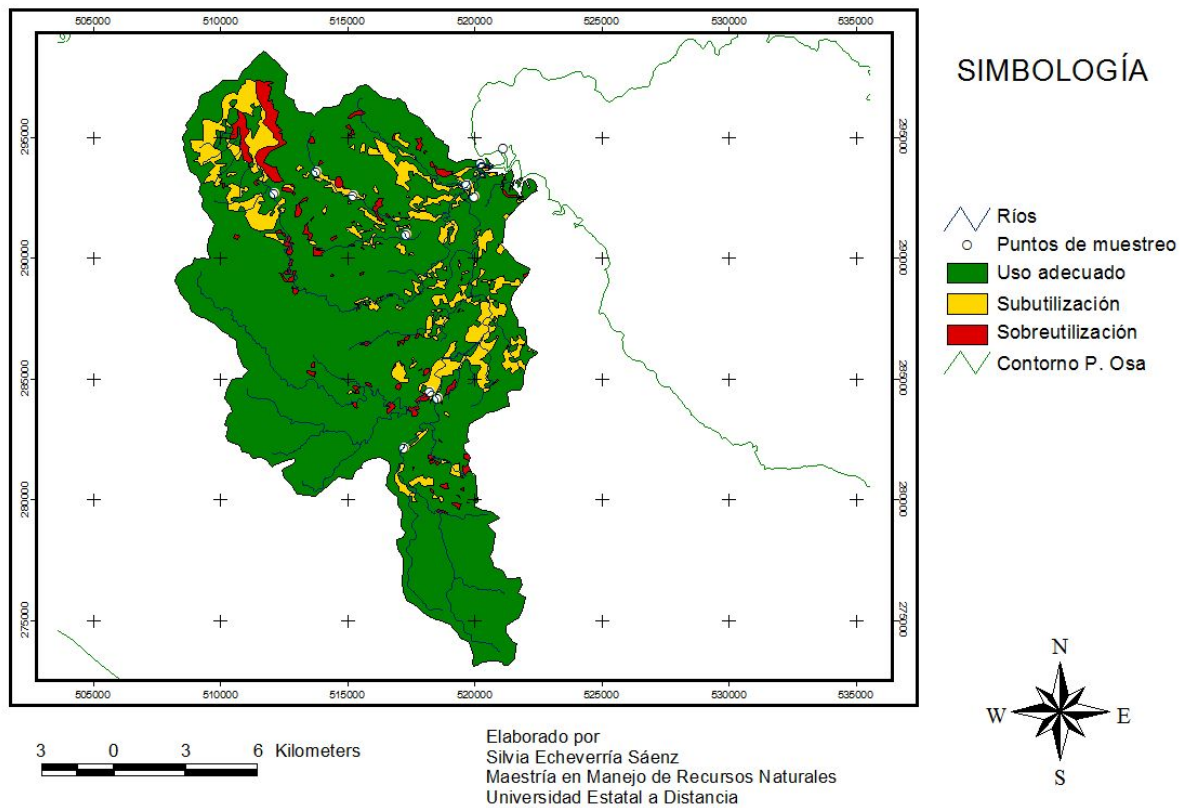 505000 510000 515000 520000 525000 530000 535000
295000 295000
290000 290000
285000 285000
280000 280000
275000 275000
505000 510000 515000 520000 525000 530000 535000
SIMBOLOGÍA
Ríos
Puntos de muestreo
Uso adecuado
Subutilización
Sobreutilización
Contorno P. Osa
N
W E
S
3 0 3 6 Kilometers
Elaborado por
Silvia Echeverría Sáenz
Maestría en Manejo de Recursos Naturales
Universidad Estatal a Distancia